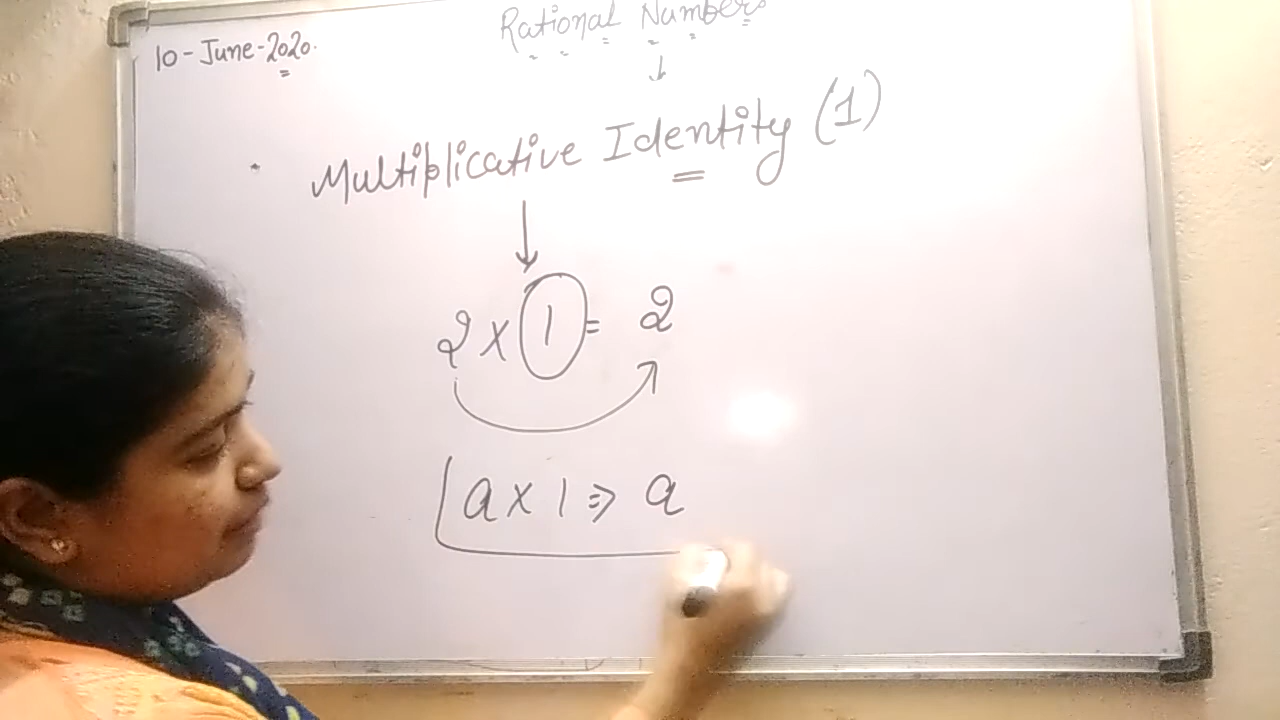 Rational Numbers
10-June-2020.
↓
• Multiplicative Identity (1)
↓
2 x 1 = 2
a x 1 ⇒ a